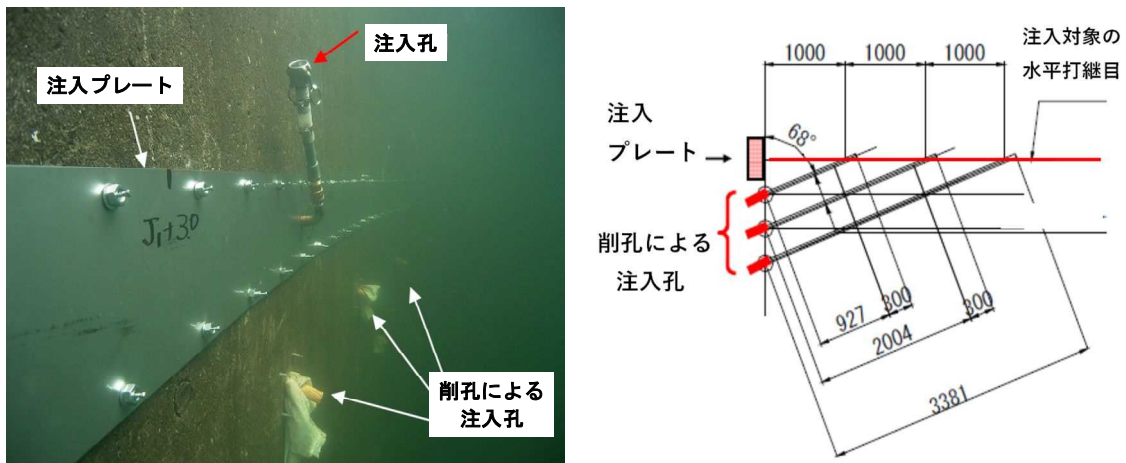 注入孔
注入プレート
J1+3.0
削孔による
注入孔
1000 1000 1000
注入対象の
水平打継目
68°
注入
プレート
削孔による
注入孔
927
300
300
2004
3381